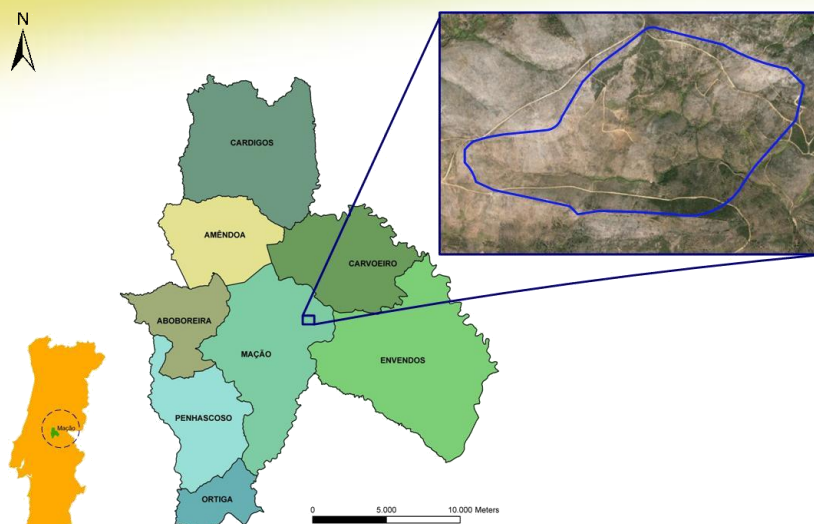 N
CARDIGOS
AMÊNDOA
CARVOEIRO
ABOBOREIRA
MAÇÃO
ENVENDOS
PENHASCOSO
Mação
ORTIGA
0 5.000 10.000 Meters